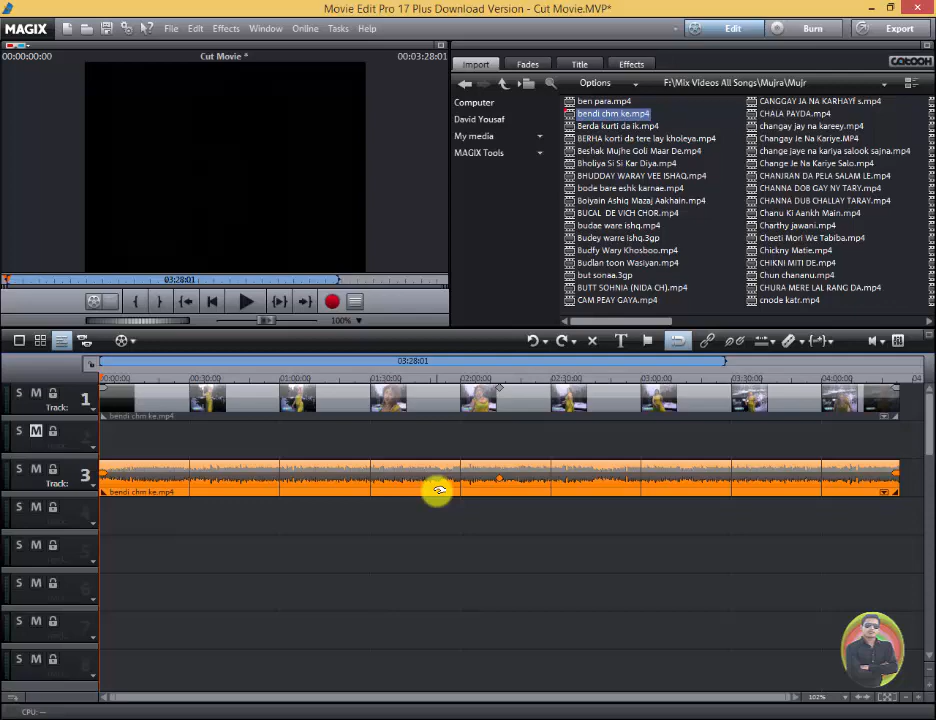 Movie Edit Pro 17 Plus Download Version - Cut Movie.MVP*
MAGIX
File Edit Effects Window Online Tasks Help
Edit Burn Export
00:00:00:00 Cut Movie * 00:03:28:01
03:28:01
100%
Import Fades Title Effects
Options F:\Mix Videos All Songs\Mujra\Mujr
Computer
David Yousaf
My media
MAGIX Tools
ben para.mp4
bendi chm ke.mp4
Berda kurti da ik.mp4
BERHA korti da tere lay kholeya.mp4
Beshak Mujhe Goli Maar De.mp4
Bholiya Si Si Kar Diya.mp4
BHUDDAY WARAY VEE ISHAQ.mp4
bode bare eshk karnae.mp4
Boiyain Ashiq Mazaj Aakhain.mp4
BUCAL DE VICH CHOR.mp4
budae ware ishq.mp4
Budey warre ishq.3gp
Budfy Wary Khosboo.mp4
Budlan toon Wasiyan.mp4
but sonaa.3gp
BUTT SOHNIA (NIDA CH).mp4
CAM PEAY GAYA.mp4
CANGGAY JA NA KARHAYf s.mp4
CHALA PAYDA.mp4
changay jay na kareey.mp4
Changay Je Na Kariye.MP4
change jaye na kariya salook sajna.mp4
Change Je Na Kariye Salo.mp4
CHANJRAN DA PELA SALAM LE.mp4
CHANNA DOB GAY NY TARY.mp4
CHANNA DUB CHALLAY TARAY.mp4
Chanu Ki Aankh Main.mp4
Charthy jawani.mp4
Cheeti Mori We Tabiba.mp4
Chickny Matie.mp4
CHIKNI MITI DE.mp4
Chun chananu.mp4
CHURA MERE LAL RANG DA.mp4
cnode katr.mp4
03:28:01
00:00:00 00:30:00 01:00:00 01:30:00 02:00:00 02:30:00 03:00:00 03:30:00 04:00:00 04
S M 1
Track:
bendi chm ke.mp4
S M 2
S M 3
Track:
bendi chm ke.mp4
S M 4
S M 5
S M 6
S M 7
S M 8
102%
CPU: —